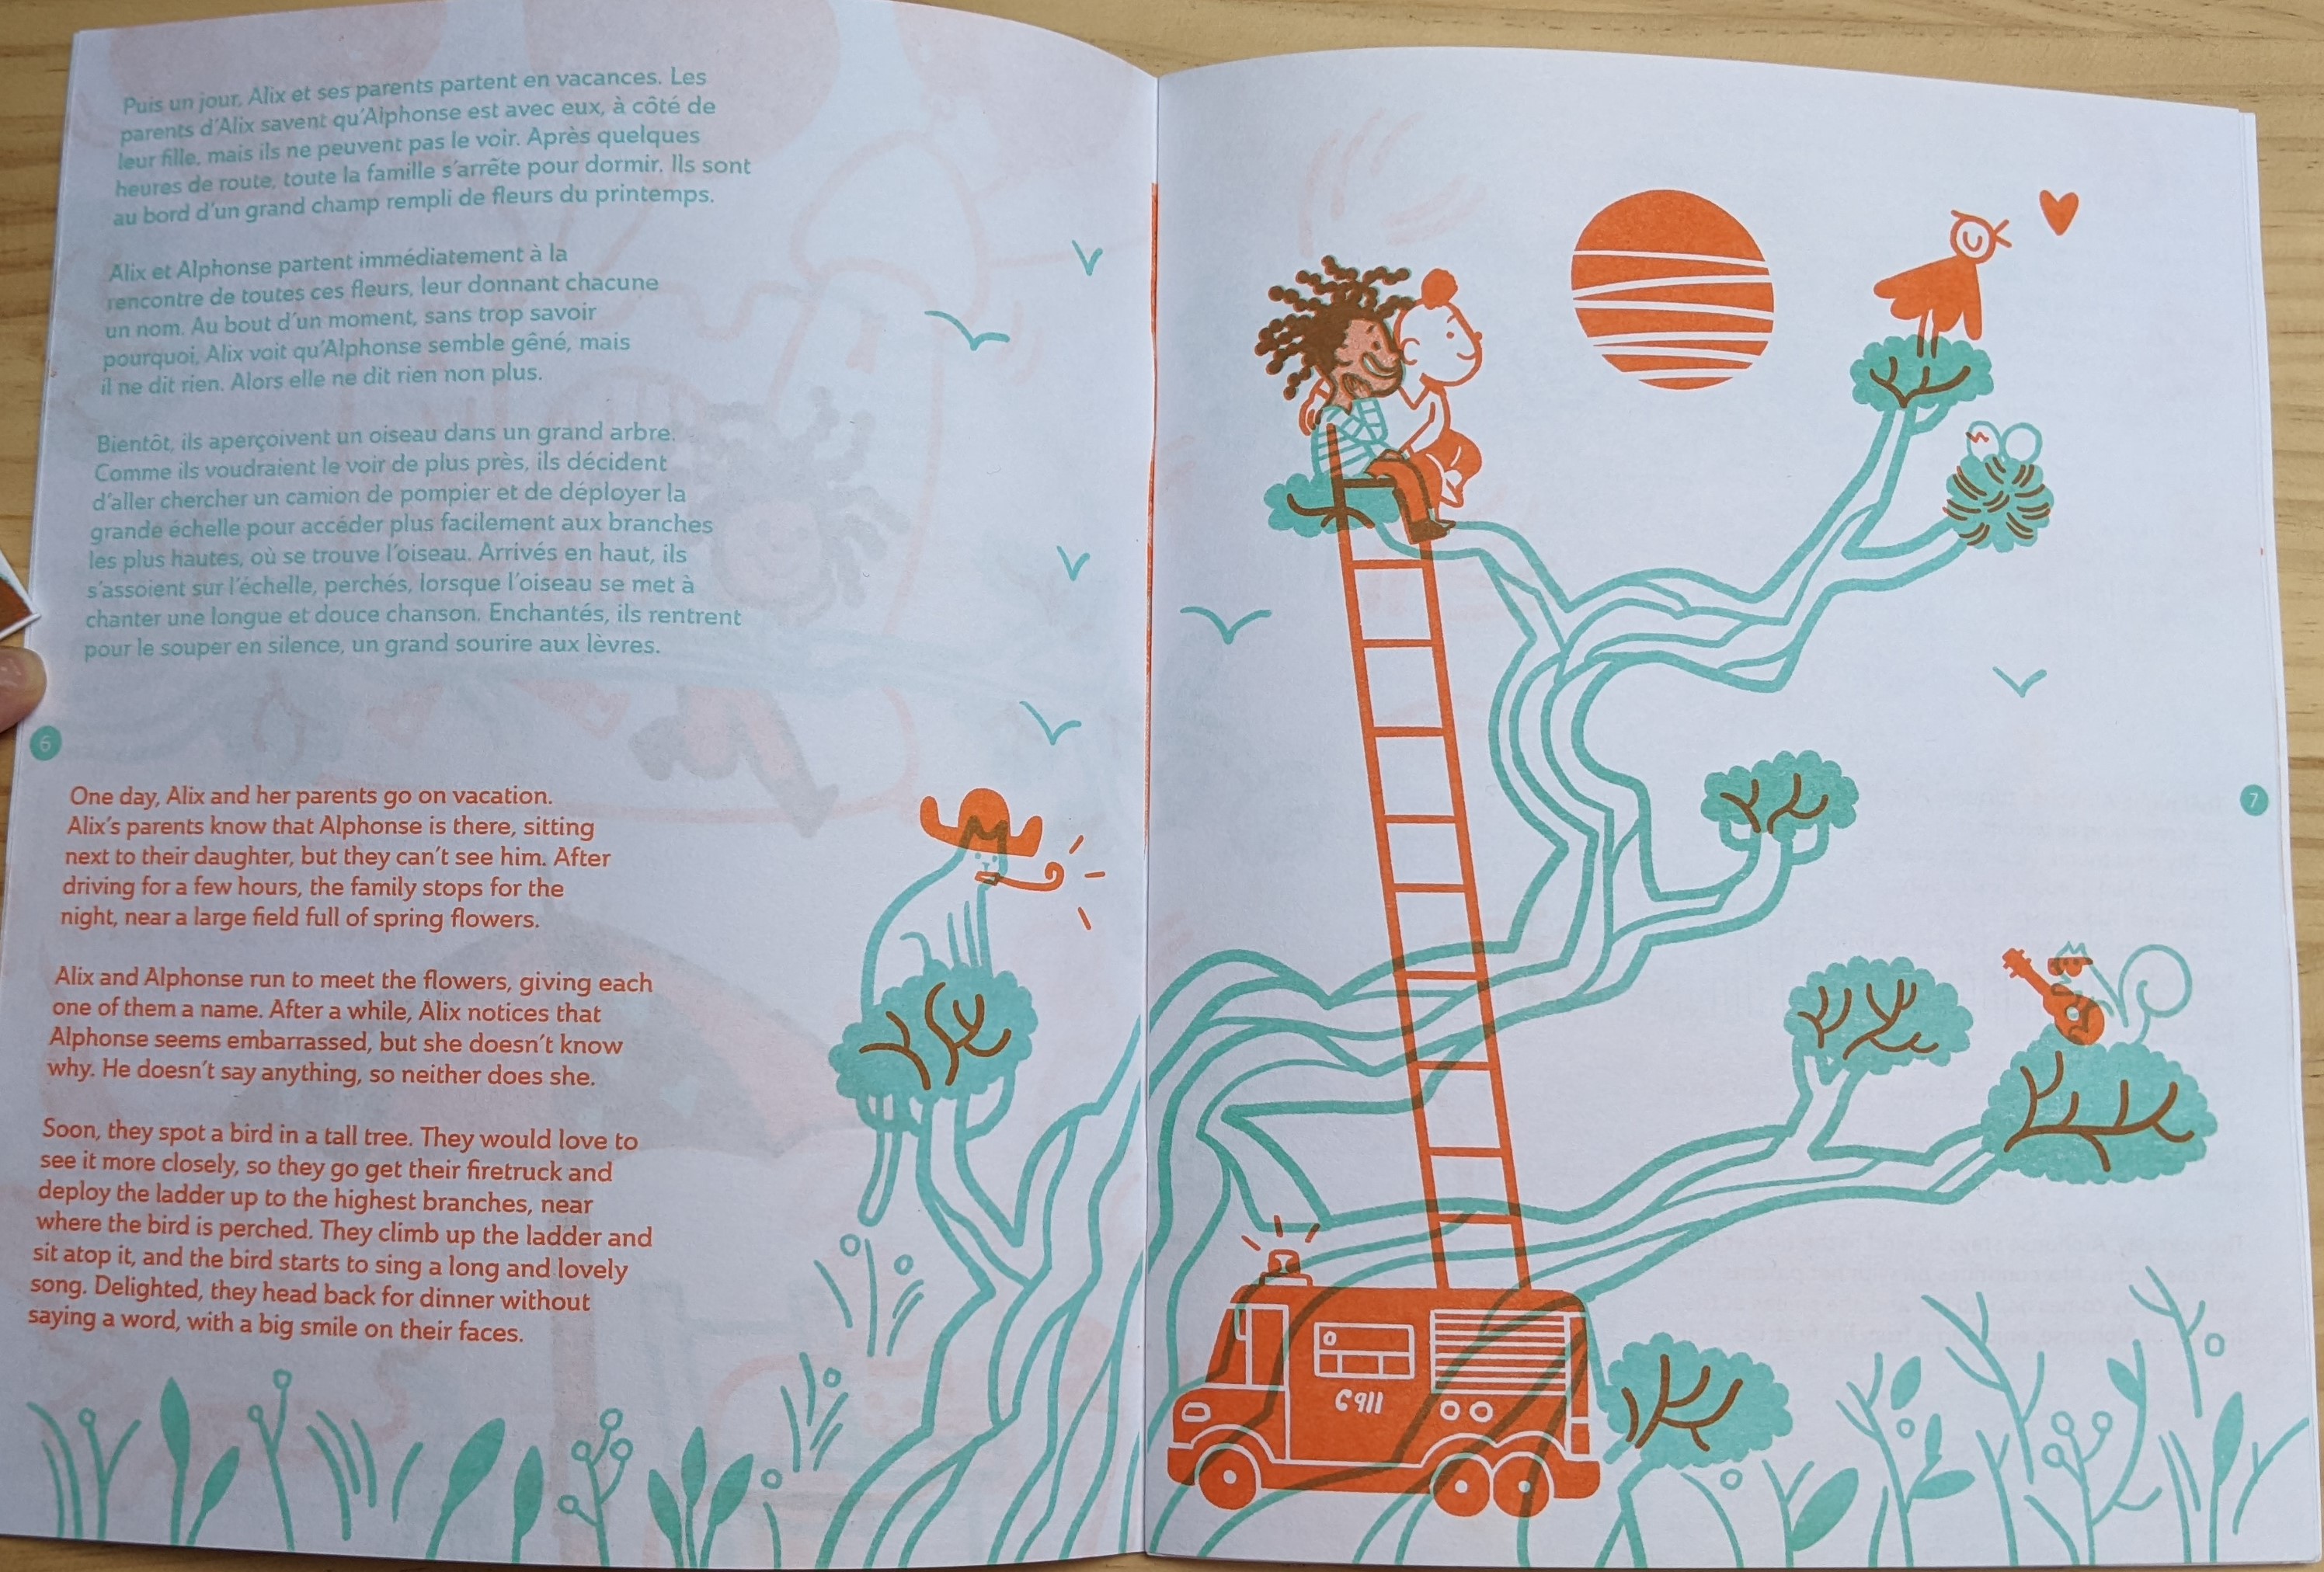 Puis un jour, Alix et ses parents partent en vacances. Les
parents d'Alix savent qu'Alphonse est avec eux, à côté de
leur fille, mais ils ne peuvent pas le voir. Après quelques
heures de route, toute la famille s'arrête pour dormir. Ils sont
au bord d'un grand champ rempli de fleurs du printemps.
Alix et Alphonse partent immédiatement à la
rencontre de toutes ces fleurs, leur donnant chacune
un nom. Au bout d'un moment, sans trop savoir
pourquoi, Alix voit qu'Alphonse semble gêné, mais
il ne dit rien. Alors elle ne dit rien non plus.
Bientôt, ils aperçoivent un oiseau dans un grand arbre.
Comme ils voudraient le voir de plus près, ils décident
d'aller chercher un camion de pompier et de déployer la
grande échelle pour accéder plus facilement aux branches
les plus hautes, où se trouve l'oiseau. Arrivés en haut, ils
s'assoient sur l'échelle, perchés, lorsque l'oiseau se met à
chanter une longue et douce chanson. Enchantés, ils rentrent
pour le souper en silence, un grand sourire aux lèvres.
6
One day, Alix and her parents go on vacation.
Alix's parents know that Alphonse is there, sitting
next to their daughter, but they can't see him. After
driving for a few hours, the family stops for the
night, near a large field full of spring flowers.
Alix and Alphonse run to meet the flowers, giving each
one of them a name. After a while, Alix notices that
Alphonse seems embarrassed, but she doesn't know
why. He doesn't say anything, so neither does she.
Soon, they spot a bird in a tall tree. They would love to
see it more closely, so they go get their firetruck and
deploy the ladder up to the highest branches, near
where the bird is perched. They climb up the ladder and
sit atop it, and the bird starts to sing a long and lovely
song. Delighted, they head back for dinner without
saying a word, with a big smile on their faces.
7
C911